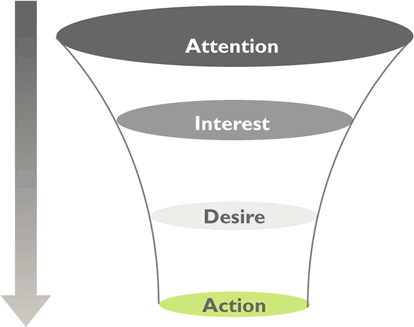 Attention
Interest
Desire
Action